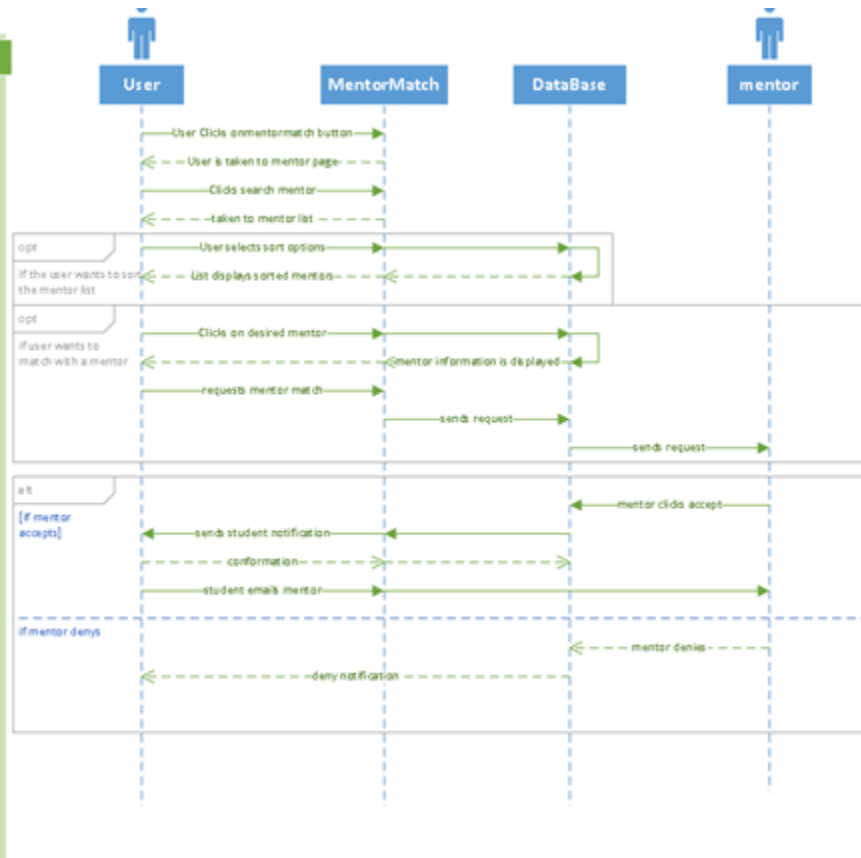 User
MentorMatch
DataBase
mentor
User Clicks onmentormatch button
User is taken to mentor page
Clicks search mentor
taken to mentor list
opt
User selects sort options
If the user wants to sort
the mentor list
List displays sorted mentors
opt
Clicks on desired mentor
if user wants to
match with a mentor
mentor information is displayed
requests mentor match
sends request
sends request
alt
mentor clicks accept
[if mentor
accepts]
sends student notification
conformation
student emails mentor
if mentor denys
mentor denies
deny notification